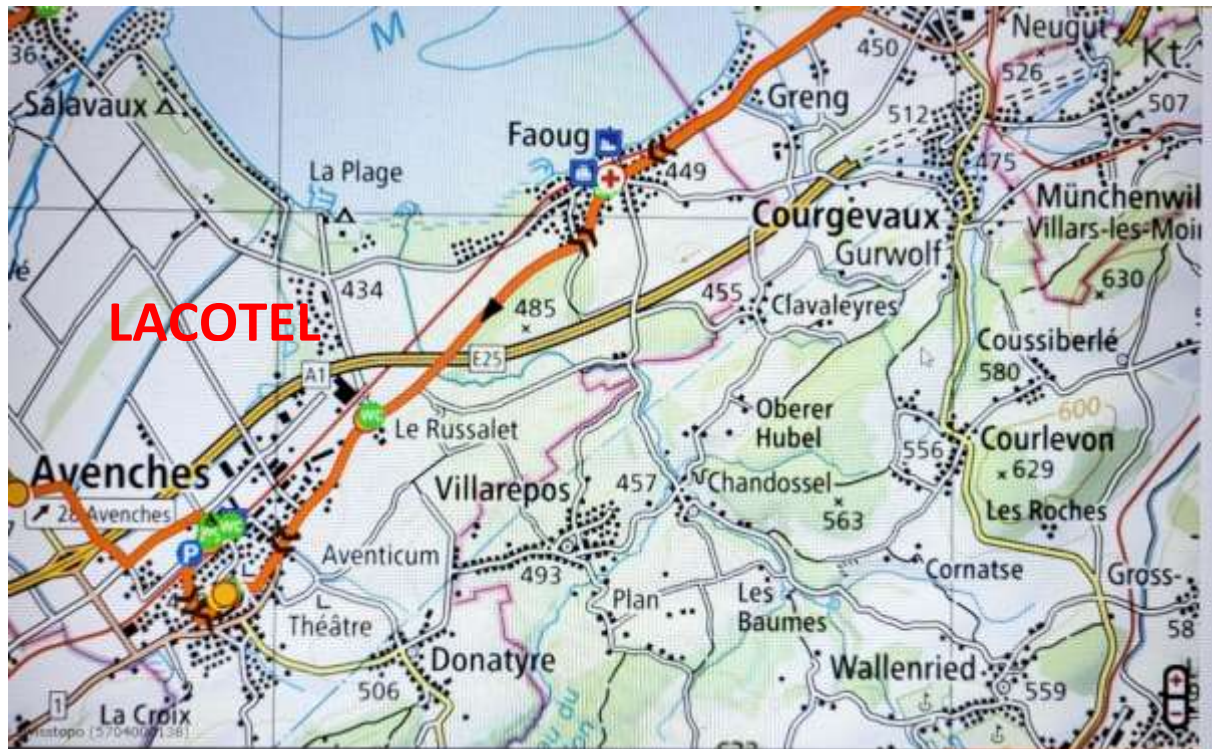 36
M
Neugut
450
526
Kt.
Salavaux
Greng
512
507
Faoug
La Plage
449
475
Courgevaux
Gurwolf
Münchenwil
Villars-les-Moi
434
485
455
Clavaleyres
630
LACOTEL
Coussiberlé
580
A1
E25
600
Le Russalet
Oberer
Hubel
556
Courlevon
629
Avenches
28 Avenches
WC
WC
P
Villarepos
457
Chandossel
563
Les Roches
Aventicum
493
Cornatse
Gross-
Plan
Les
Baumes
58
Théâtre
Donatyre
Wallenried
506
559
1
La Croix